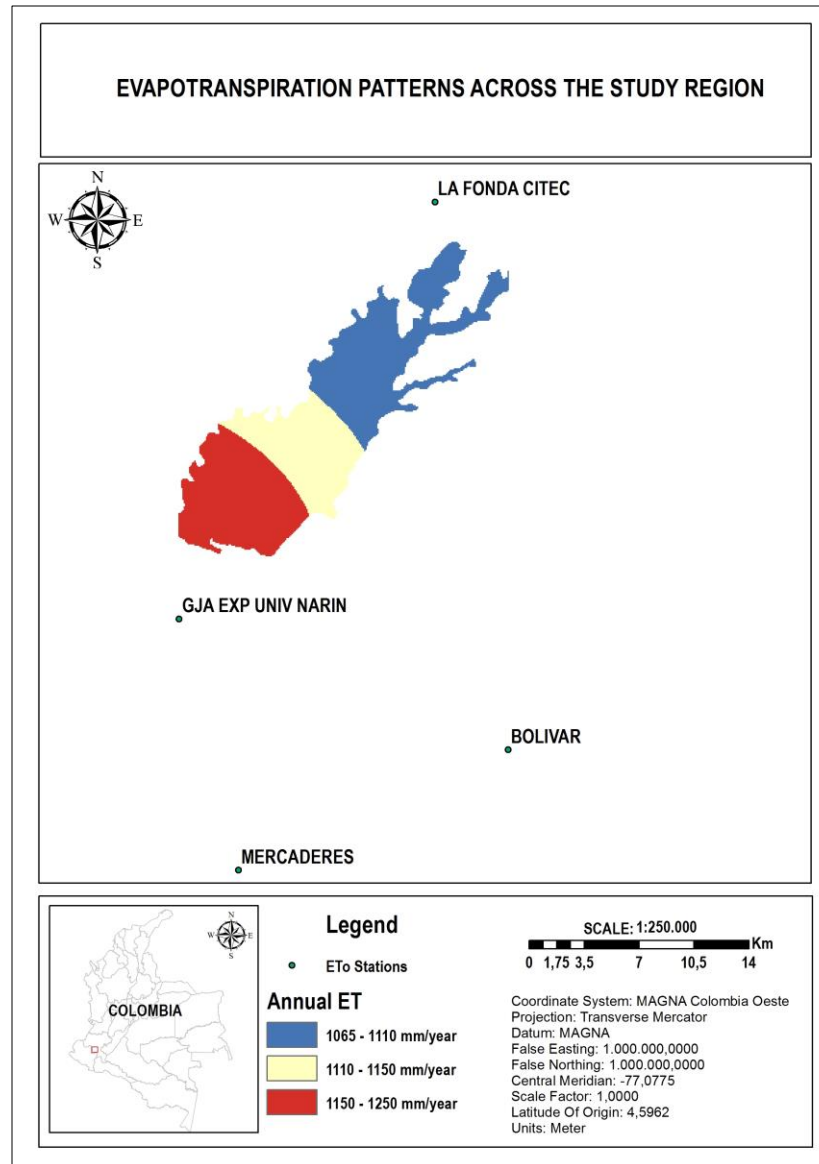 EVAPOTRANSPIRATION PATTERNS ACROSS THE STUDY REGION
N
W E
S
LA FONDA CITEC
GJA EXP UNIV NARIN
BOLIVAR
MERCADERES
N
W E
S
COLOMBIA
Legend
ETo Stations
Annual ET
1065 - 1110 mm/year
1110 - 1150 mm/year
1150 - 1250 mm/year
SCALE: 1:250.000
Km
0 1,75 3,5 7 10,5 14
Coordinate System: MAGNA Colombia Oeste
Projection: Transverse Mercator
Datum: MAGNA
False Easting: 1.000.000,0000
False Northing: 1.000.000,0000
Central Meridian: -77,0775
Scale Factor: 1,0000
Latitude Of Origin: 4,5962
Units: Meter